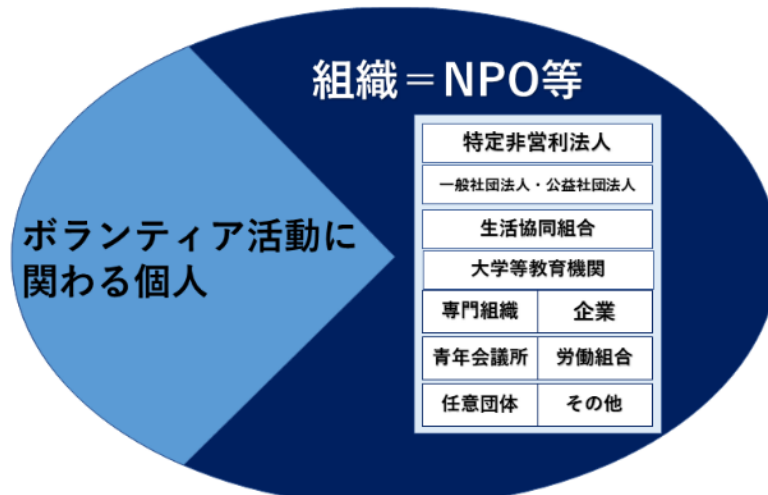 組織＝NPO等
特定非営利法人
一般社団法人・公益社団法人
生活協同組合
大学等教育機関
専門組織
企業
青年会議所
労働組合
任意団体
その他
ボランティア活動に
関わる個人